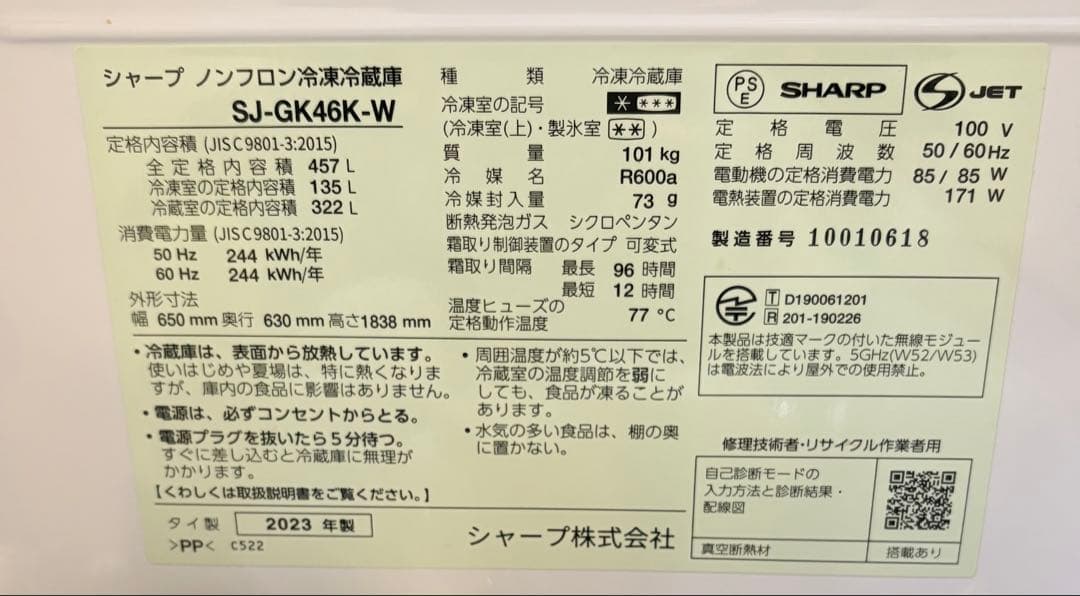 シャープ ノンフロン冷凍冷蔵庫
SJ-GK46K-W
定格内容積 (JIS C 9801-3:2015)
全定格内容積 457 L
冷凍室の定格内容積 135 L
冷蔵室の定格内容積 322 L
消費電力量 (JIS C 9801-3:2015)
50 Hz 244 kWh/年
60 Hz 244 kWh/年
外形寸法
幅 650 mm 奥行 630 mm 高さ1838 mm
種類 冷凍冷蔵庫
冷凍室の記号 * ***
(冷凍室(上)・製氷室 ** )
質量 101 kg
冷媒名 R600a
冷媒封入量 73 g
断熱発泡ガス シクロペンタン
霜取り制御装置のタイプ 可変式
霜取り間隔 最長 96 時間
最短 12 時間
温度ヒューズの
定格動作温度 77 ℃
PSE SHARP JET
定格電圧 100 V
定格周波数 50/60Hz
電動機の定格消費電力 85/85 W
電熱装置の定格消費電力 171 W
製造番号 10010618
T D190061201
R 201-190226
本製品は技適マークの付いた無線モジュー
ルを搭載しています。5GHz(W52/W53)
は電波法により屋外での使用禁止。
・冷蔵庫は、表面から放熱しています。
使いはじめや夏場は、特に熱くなりま
すが、庫内の食品に影響はありません。
・電源は、必ずコンセントからとる。
・電源プラグを抜いたら5分待つ。
すぐに差し込むと冷蔵庫に無理が
かかります。
【くわしくは取扱説明書をご覧ください。】
・周囲温度が約5℃以下では、
冷蔵室の温度調節を弱に
しても、食品が凍ることが
あります。
・水気の多い食品は、棚の奥
に置かない。
修理技術者・リサイクル作業者用
自己診断モードの
入力方法と診断結果・
配線図
真空断熱材 搭載あり
タイ製 2023 年製
>PP< C522
シャープ株式会社